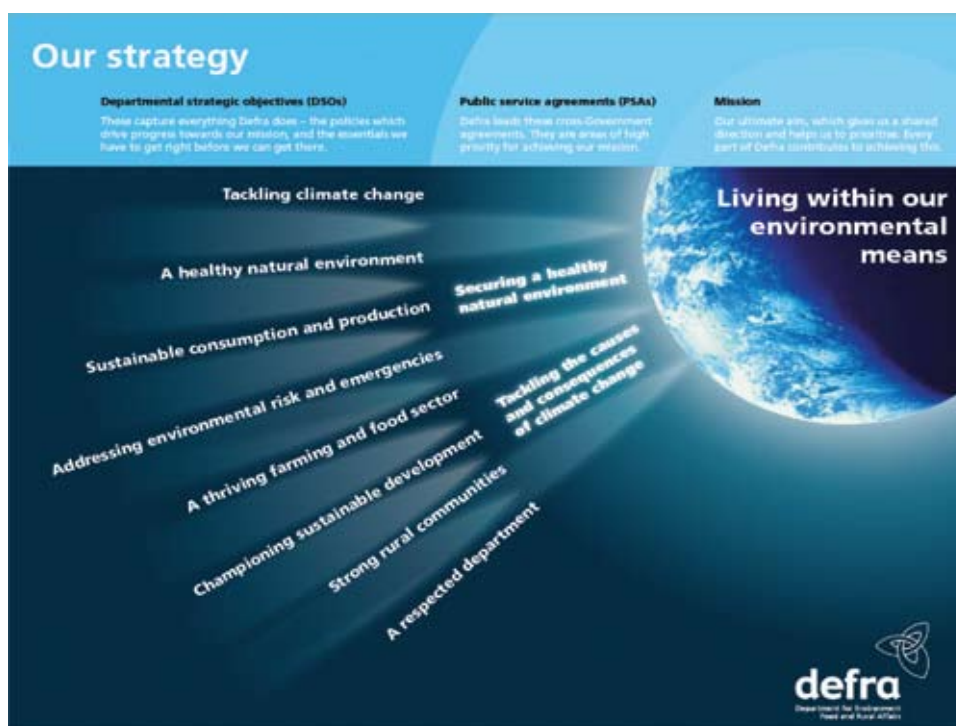 Our strategy
Departmental strategic objectives (DSOs)
These capture everything Defra does – the policies which
drive progress towards our mission, and the essentials we
have to get right before we can get there.
Public service agreements (PSAs)
Defra leads these cross-Government
agreements. They are areas of high
priority for achieving our mission.
Mission
Our ultimate aim, which gives us a shared
direction and helps us to prioritise. Every
part of Defra contributes to achieving this.
Tackling climate change
A healthy natural environment
Sustainable consumption and production
Addressing environmental risk and emergencies
A thriving farming and food sector
Championing sustainable development
Strong rural communities
A respected department
Securing a healthy
natural environment
Tackling the causes
and consequences
of climate change
Living within our
environmental
means
defra
Department for Environment
Food and Rural Affairs